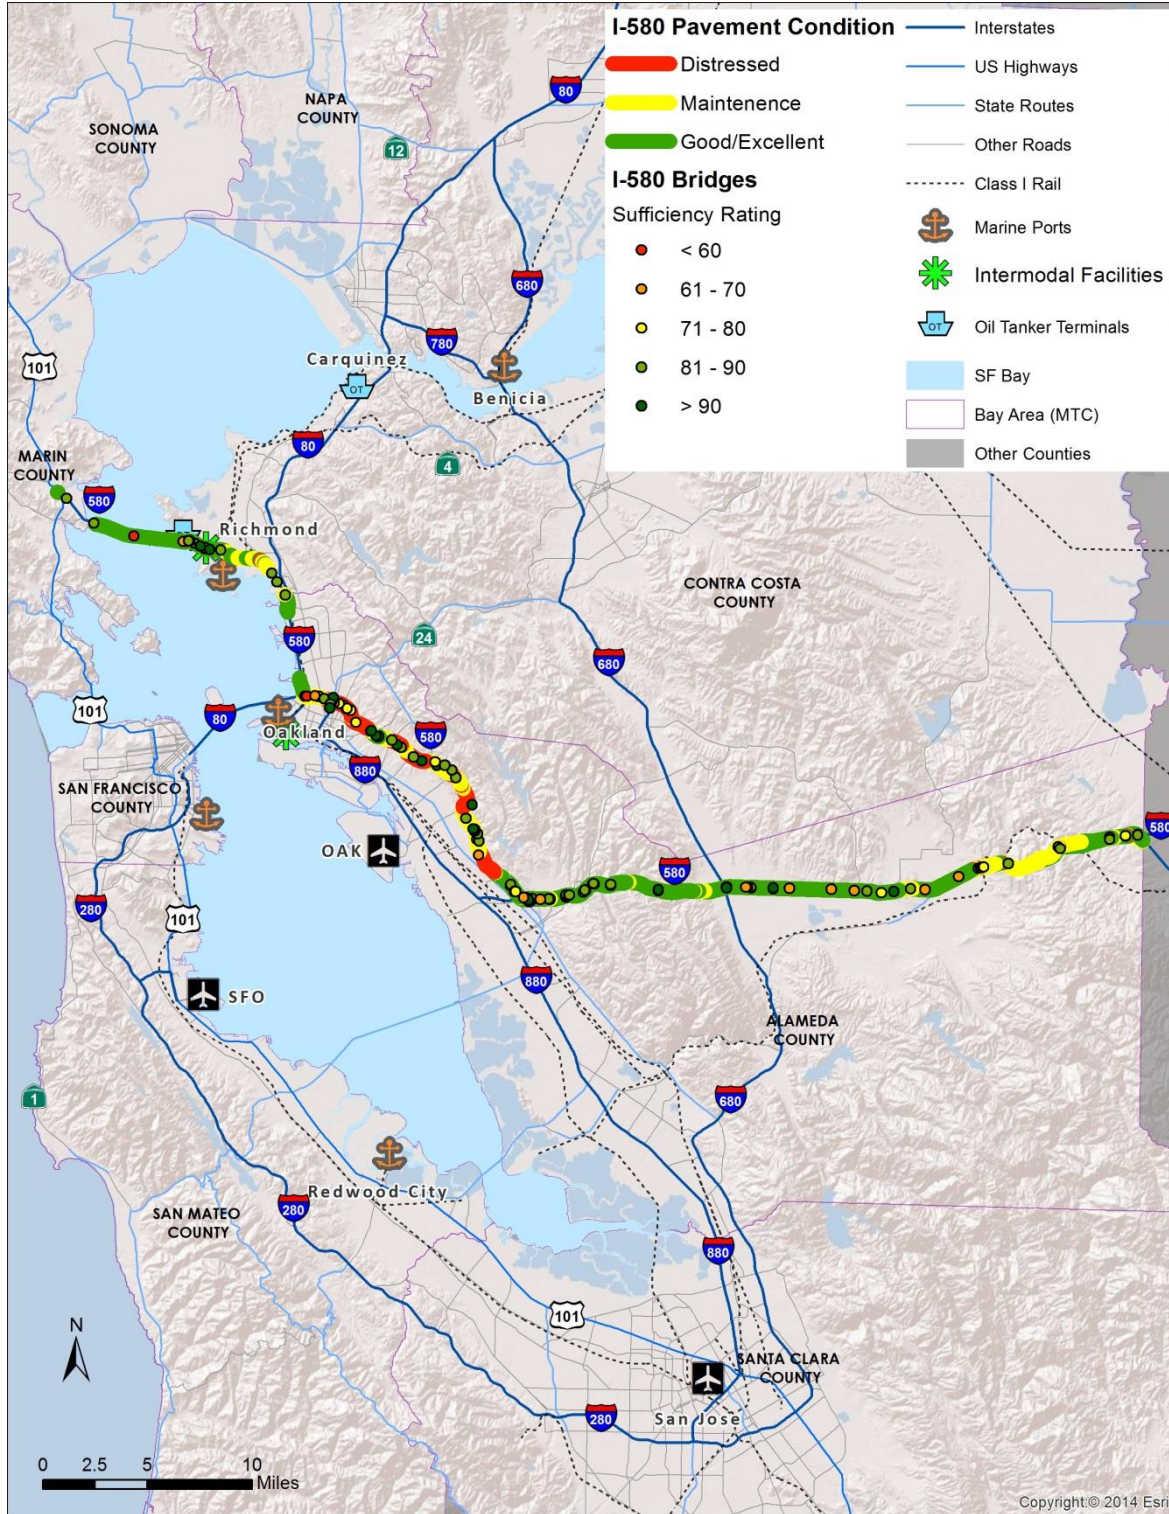 I-580 Pavement Condition
Distressed
Maintenence
Good/Excellent
I-580 Bridges
Sufficiency Rating
< 60
61 - 70
71 - 80
81 - 90
> 90
Interstates
US Highways
State Routes
Other Roads
Class I Rail
Marine Ports
Intermodal Facilities
OT
Oil Tanker Terminals
SF Bay
Bay Area (MTC)
Other Counties
80
NAPA
COUNTY
SONOMA
COUNTY
12
680
780
101
Carquinez
OT
Benicia
80
4
MARIN
COUNTY
580
OT
Richmond
CONTRA COSTA
COUNTY
580
24
680
101
80
Oakland
580
880
SAN FRANCISCO
COUNTY
OAK
580
580
280
101
880
SFO
ALAMEDA
COUNTY
1
680
Redwood City
280
SAN MATEO
COUNTY
880
101
N
SANTA CLARA
COUNTY
San Jose
280
0 2.5 5 10
Miles
Copyright:© 2014 Esri